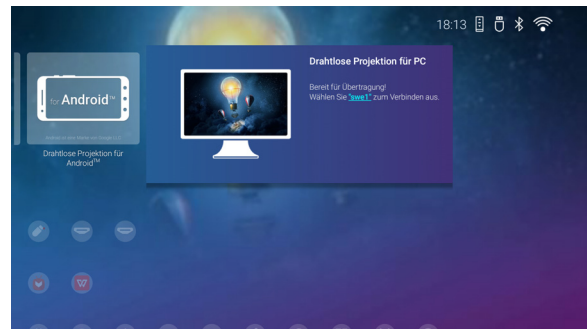 18:13
Drahtlose Projektion für PC
Bereit für Übertragung!
Wählen Sie "swe1" zum Verbinden aus.
for Android™
Drahtlose Projektion für
Android™
W